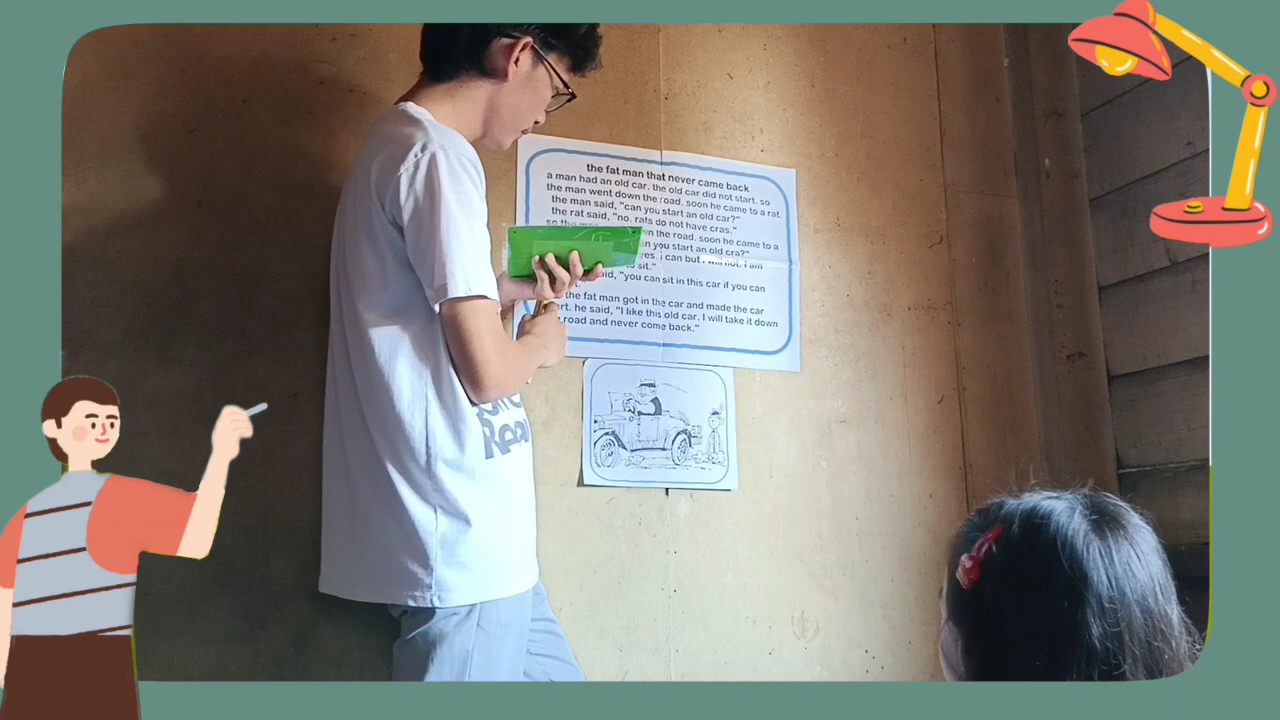 the fat man that never came back
a man had an old car. the old car did not start. so
the man went down the road. soon he came to a rat.
the man said, "can you start an old car?"
the rat said, "no. rats do not have cras."
so the the road. soon he came to a
you start an old cra?"
yes. i can but i will not. i am
to sit."
"you can sit in this car if you can
the fat man got in the car and made the car
he said, "I like this old car. I will take it down
road and never come back."